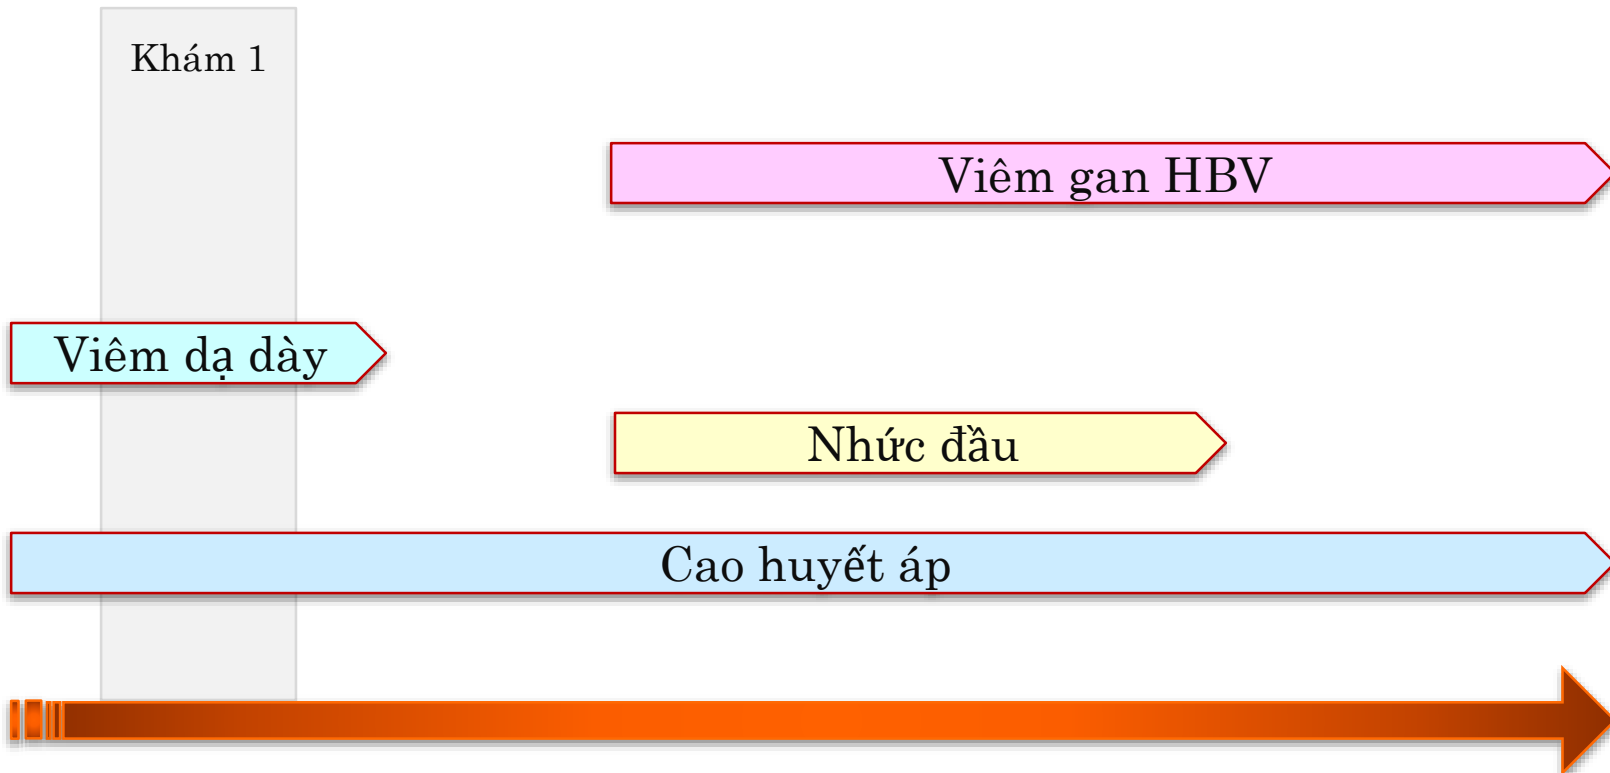 Khám 1
Viêm gan HBV
Viêm dạ dày
Nhức đầu
Cao huyết áp